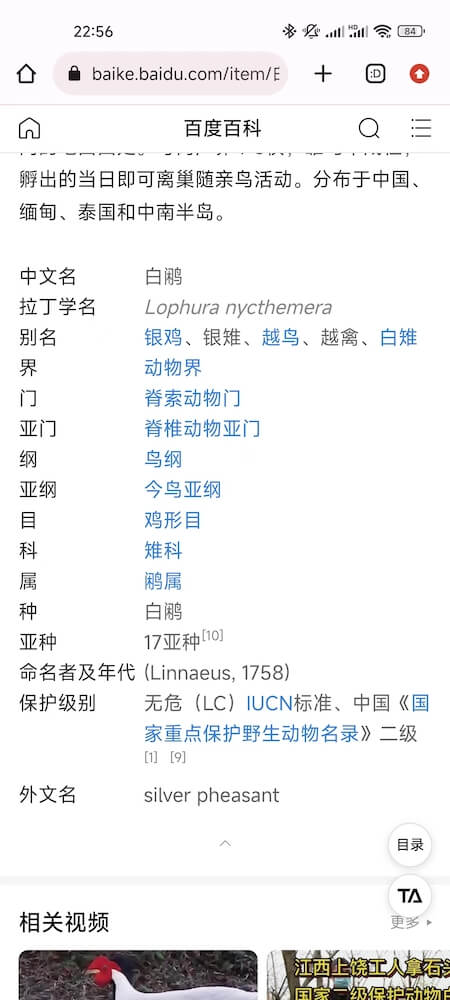 22:56
HD
84
baike.baidu.com/item/
:D
百度百科
孵出的当日即可离巢随亲鸟活动。分布于中国、
缅甸、泰国和中南半岛。
中文名 白鹇
拉丁学名 Lophura nycthemera
别名 银鸡、银雉、越鸟、越禽、白雉
界 动物界
门 脊索动物门
亚门 脊椎动物亚门
纲 鸟纲
亚纲 今鸟亚纲
目 鸡形目
科 雉科
属 鹇属
种 白鹇
亚种 17亚种[10]
命名者及年代 (Linnaeus, 1758)
保护级别 无危（LC）IUCN标准、中国《国
家重点保护野生动物名录》二级
[1] [9]
外文名 silver pheasant
目录
相关视频
更多
江西上饶工人拿石头
国家二级保护动物白